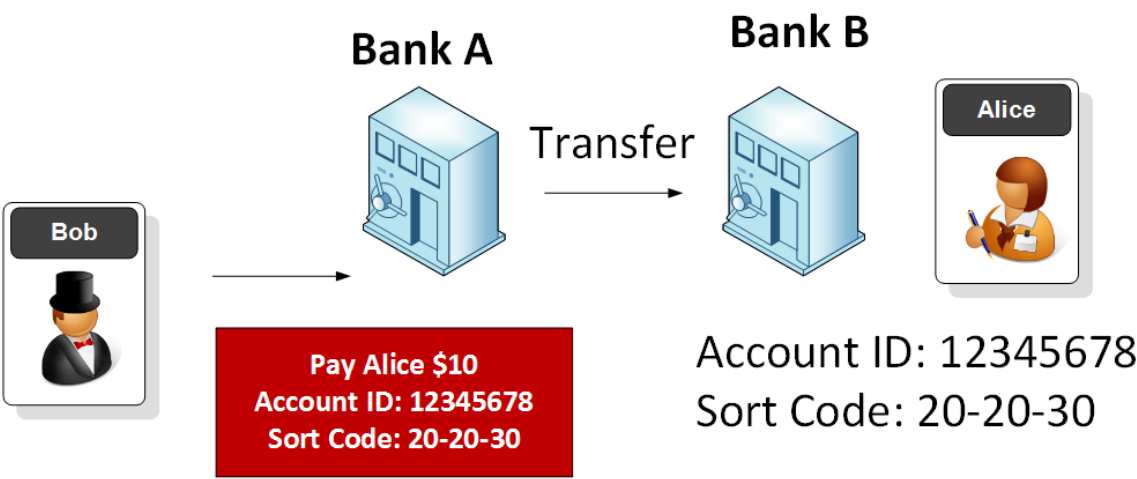 Bank A
Bank B
Transfer
Alice
Bob
Pay Alice $10
Account ID: 12345678
Sort Code: 20-20-30
Account ID: 12345678
Sort Code: 20-20-30